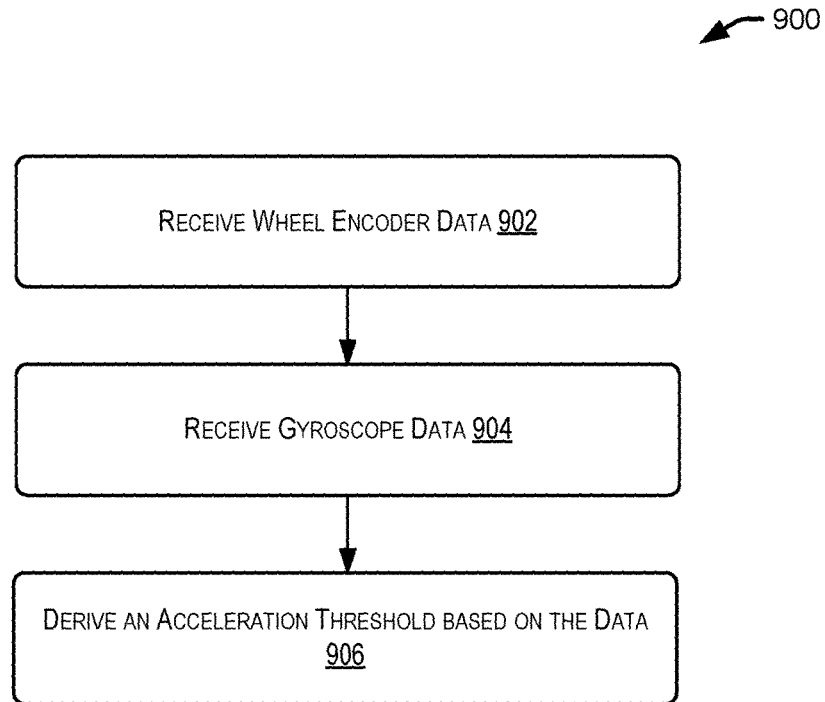 900
RECEIVE WHEEL ENCODER DATA 902
RECEIVE GYROSCOPE DATA 904
DERIVE AN ACCELERATION THRESHOLD BASED ON THE DATA
906